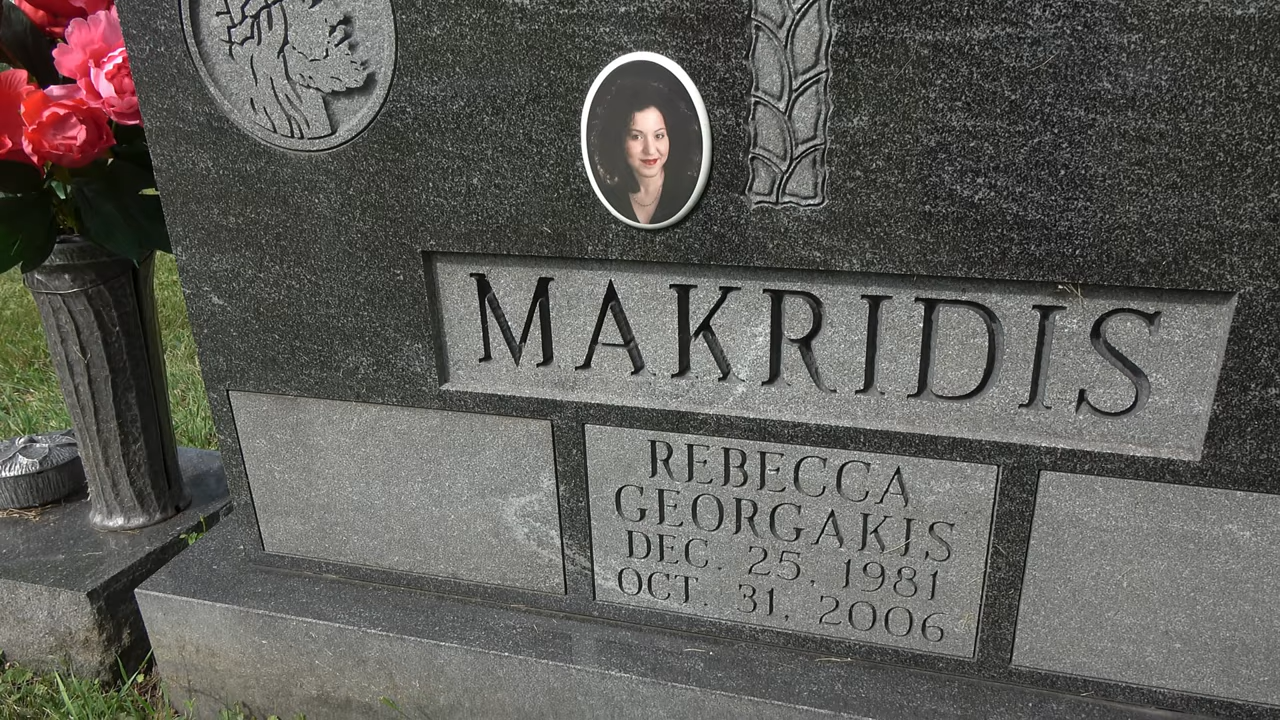 MAKRIDIS
REBECCA
GEORGAKIS
DEC. 25, 1981
OCT. 31, 2006